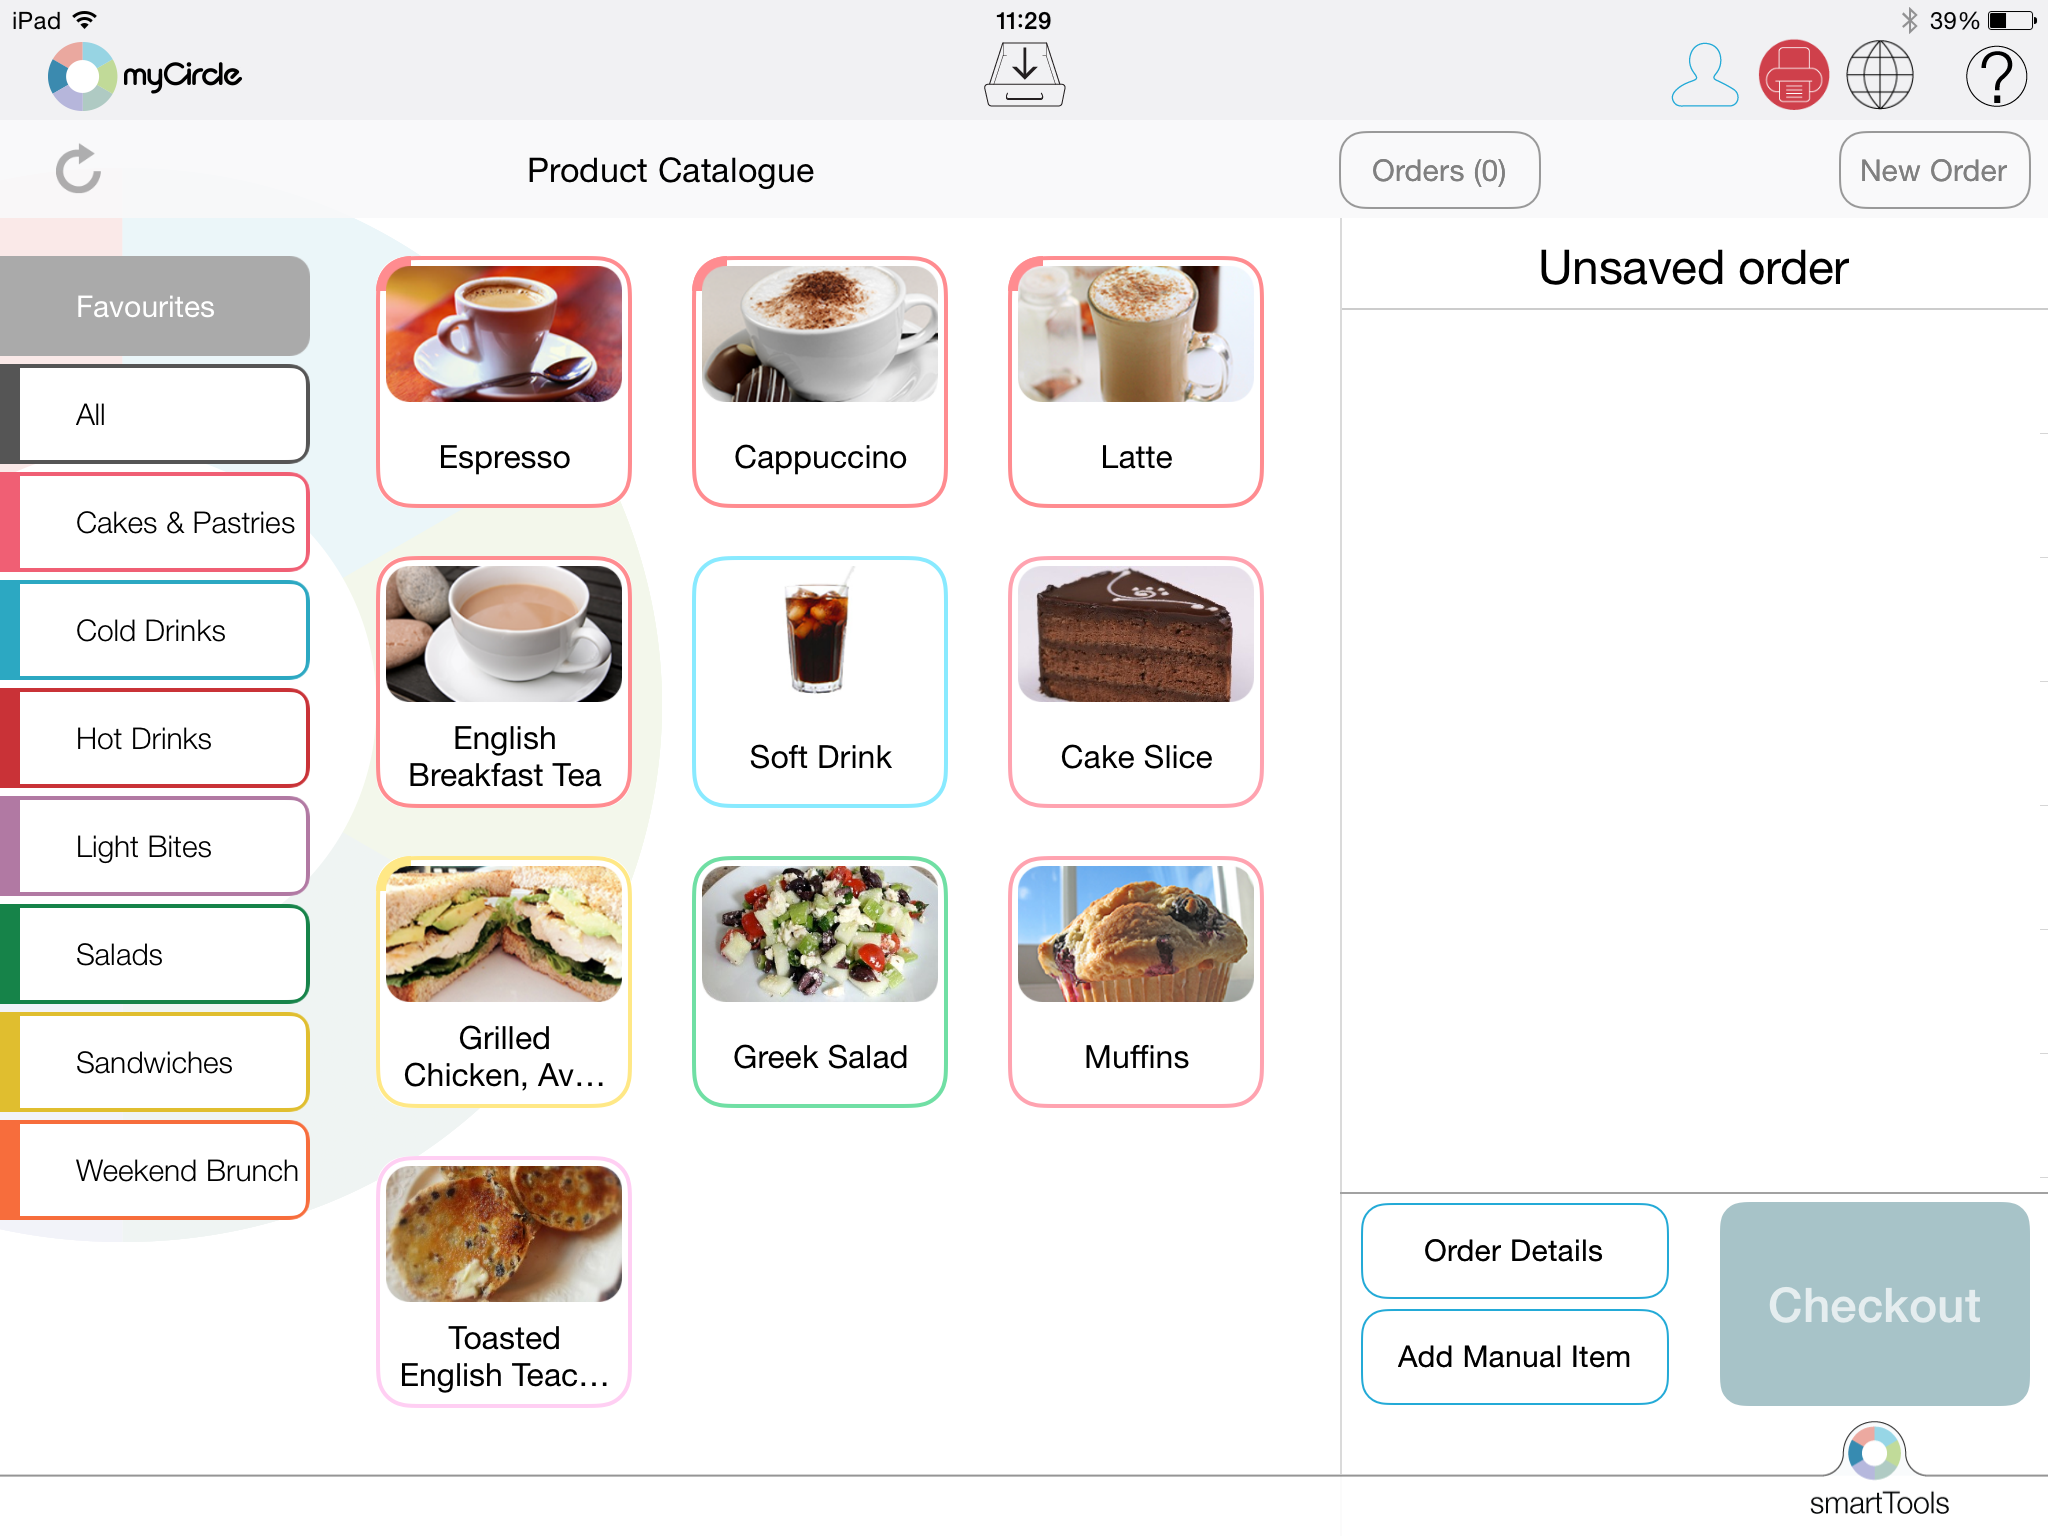 iPad
11:29
39%
myCircle
?
Product Catalogue
Orders (0)
New Order
Unsaved order
Favourites
All
Cakes & Pastries
Cold Drinks
Hot Drinks
Light Bites
Salads
Sandwiches
Weekend Brunch
Espresso
Cappuccino
Latte
English
Breakfast Tea
Soft Drink
Cake Slice
Grilled
Chicken, Av...
Greek Salad
Muffins
Toasted
English Teac...
Order Details
Add Manual Item
Checkout
smartTools